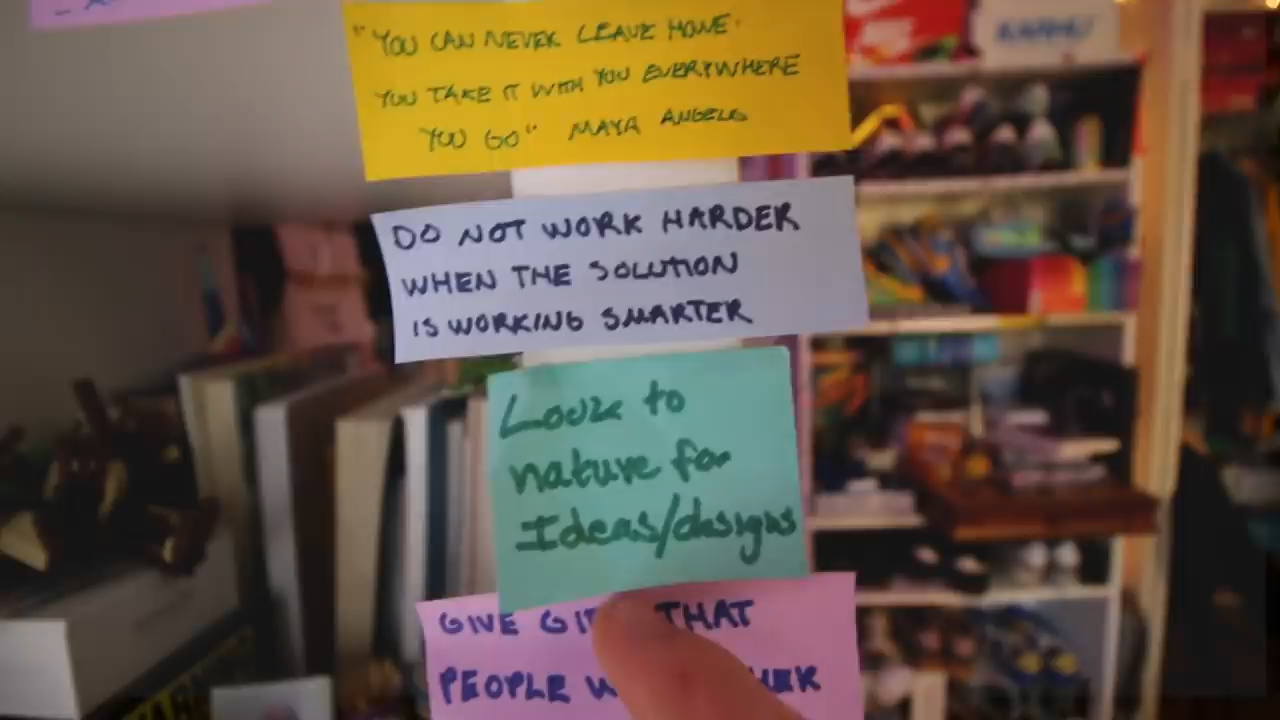 "YOU CAN NEVER LEAVE HOME.
YOU TAKE IT WITH YOU EVERYWHERE
YOU GO" MAYA ANGELO
DO NOT WORK HARDER
WHEN THE SOLUTION
IS WORKING SMARTER
Look to
nature for
Ideas/designs
GIVE THAT
PEOPLE